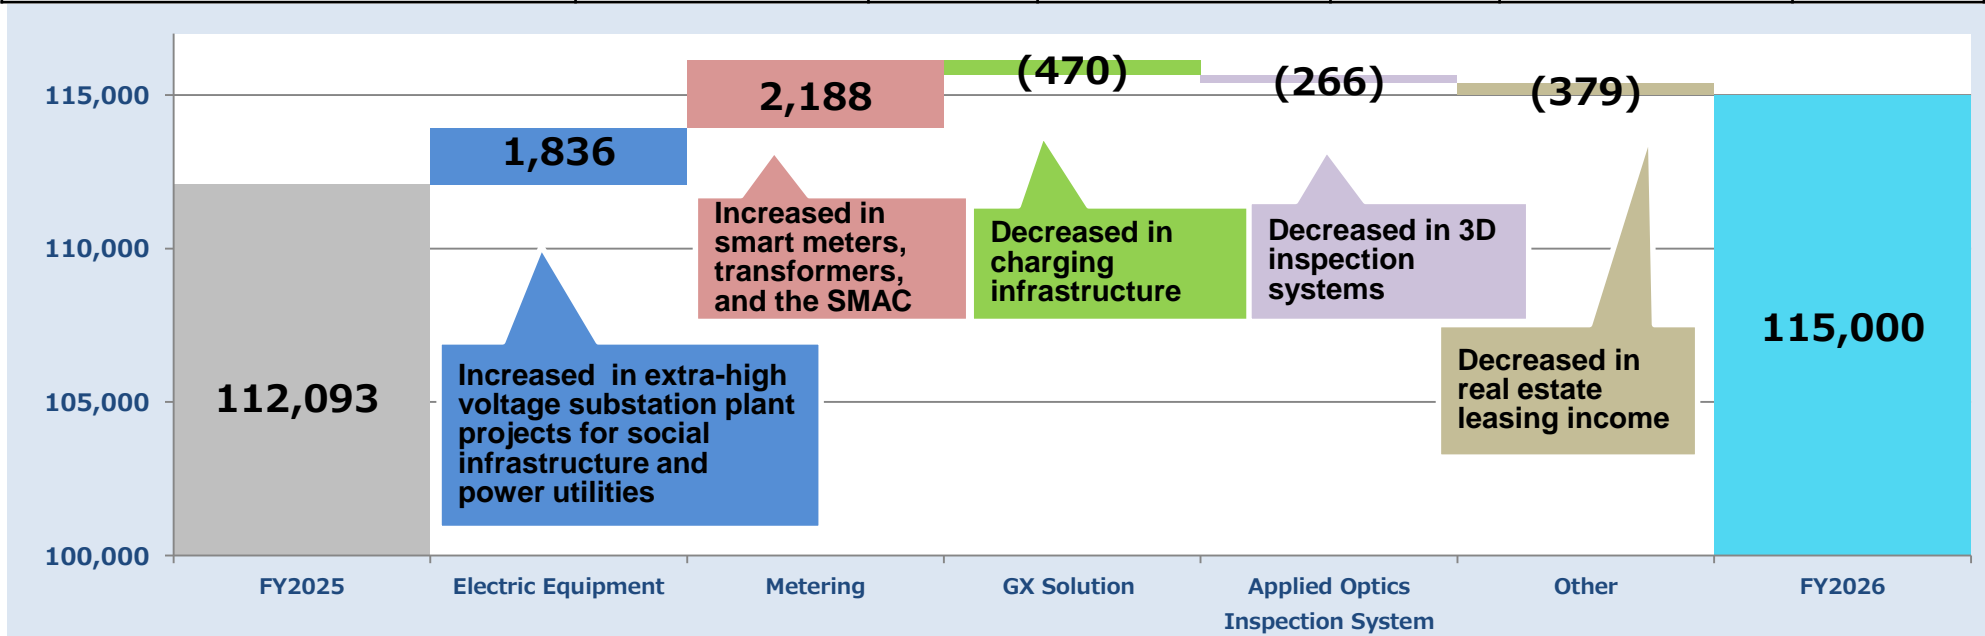 115,000
110,000
105,000
100,000
112,093
1,836
2,188
(470)
(266)
(379)
115,000
Increased  in extra-high
voltage substation plant
projects for social
infrastructure and
power utilities
Increased in
smart meters,
transformers,
and the SMAC
Decreased in
charging
infrastructure
Decreased in 3D
inspection
systems
Decreased in
real estate
leasing income
FY2025
Electric Equipment
Metering
GX Solution
Applied Optics
Inspection System
Other
FY2026